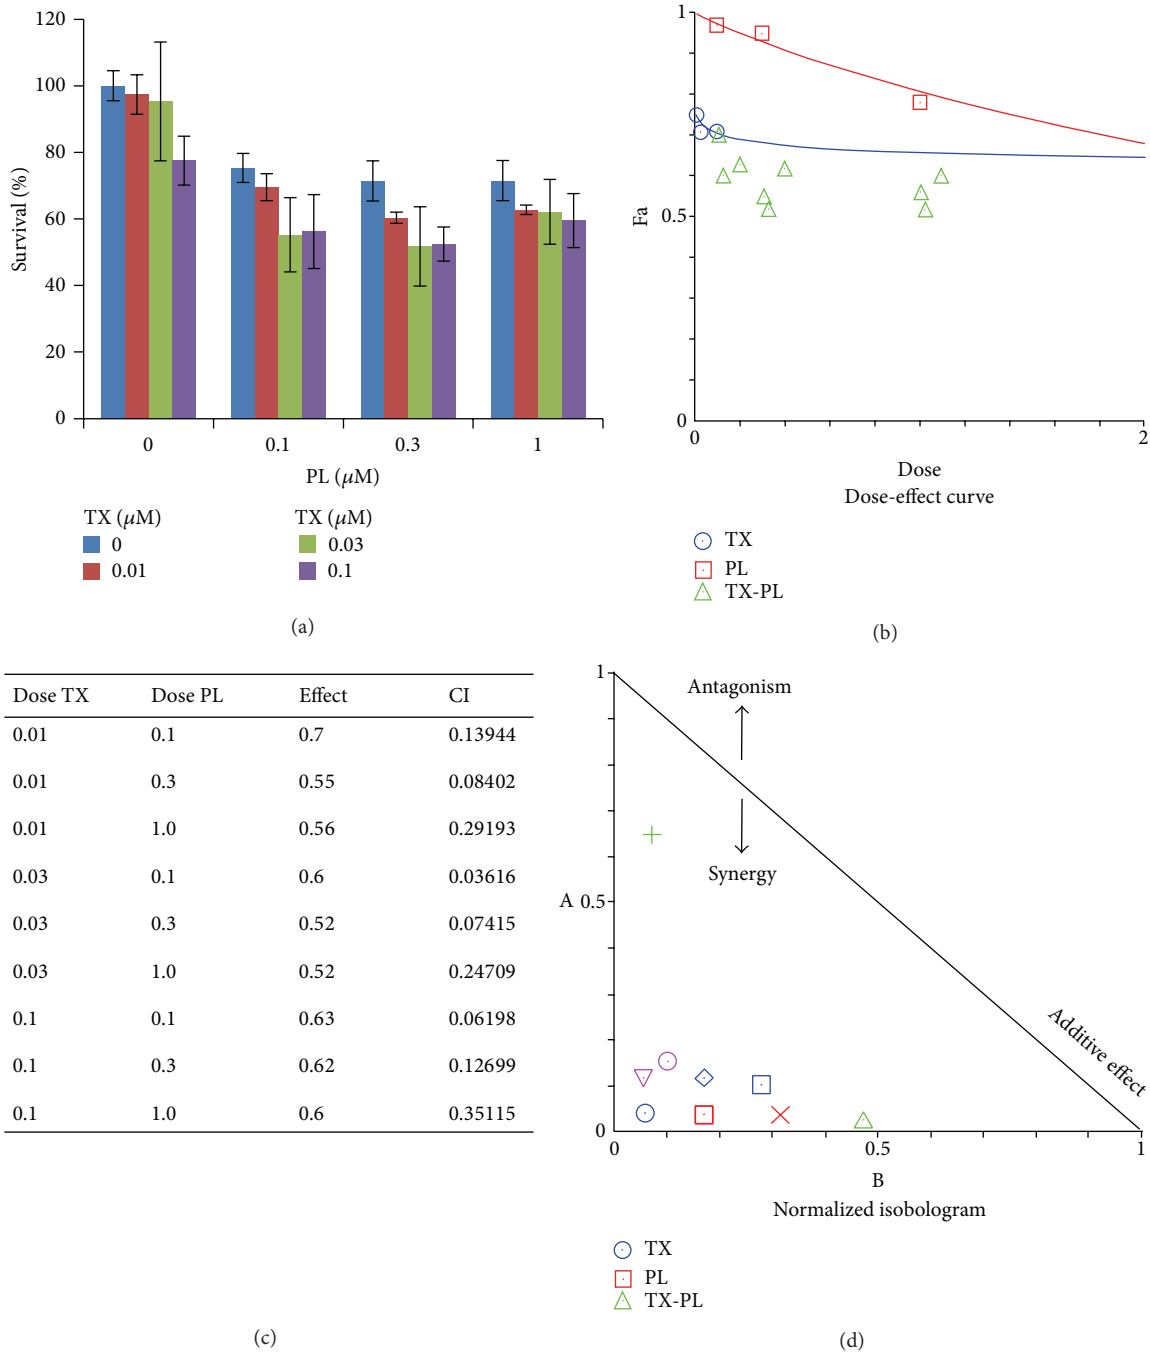 120
100
80
60
40
20
0
Survival (%)
0 0.1 0.3 1
PL (μM)
TX (μM) TX (μM)
0 0.03
0.01 0.1
(a)
1
0.5
0
Fa
0 2
Dose
Dose-effect curve
TX
PL
TX-PL
(b)
Dose TX Dose PL Effect CI
0.01 0.1 0.7 0.13944
0.01 0.3 0.55 0.08402
0.01 1.0 0.56 0.29193
0.03 0.1 0.6 0.03616
0.03 0.3 0.52 0.07415
0.03 1.0 0.52 0.24709
0.1 0.1 0.63 0.06198
0.1 0.3 0.62 0.12699
0.1 1.0 0.6 0.35115
(c)
1
Antagonism
Synergy
A 0.5
Additive effect
0
0 0.5 1
B
Normalized isobologram
TX
PL
TX-PL
(d)